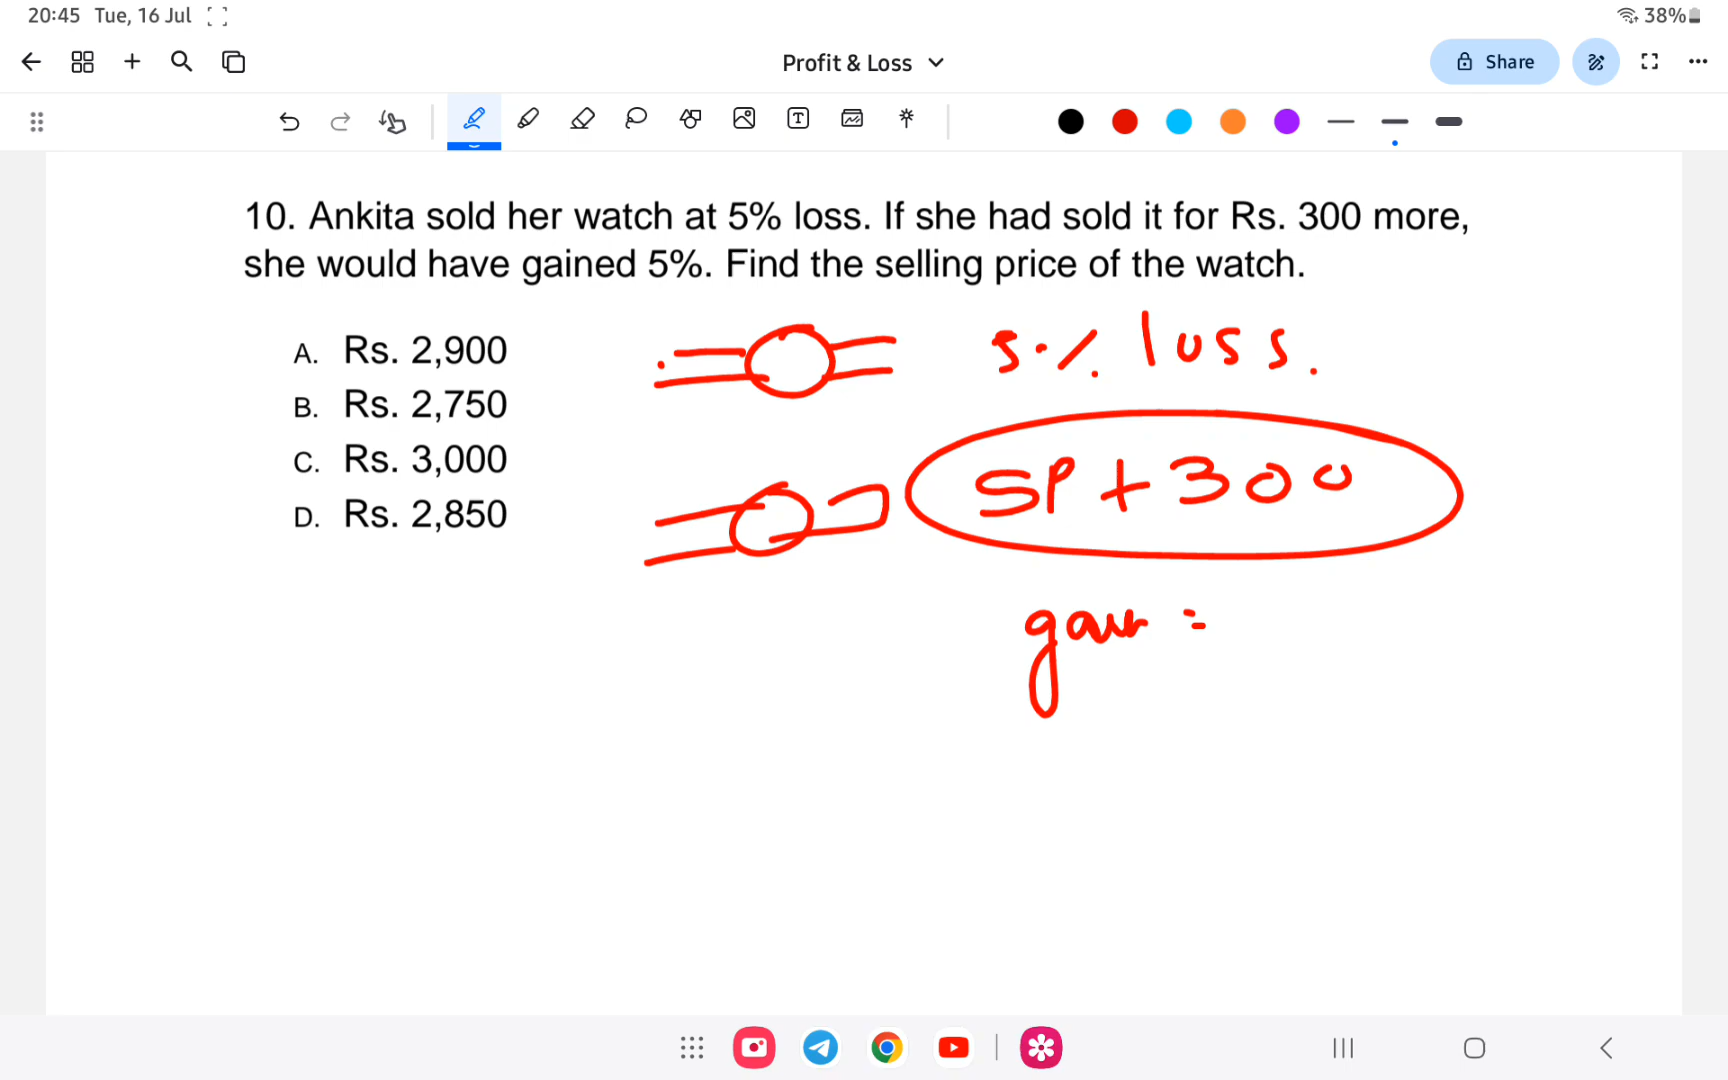 20:45 Tue, 16 Jul
38%
Profit & Loss
Share
10. Ankita sold her watch at 5% loss. If she had sold it for Rs. 300 more,
she would have gained 5%. Find the selling price of the watch.
A. Rs. 2,900
B. Rs. 2,750
C. Rs. 3,000
D. Rs. 2,850
5% loss.
SP + 300
gain =